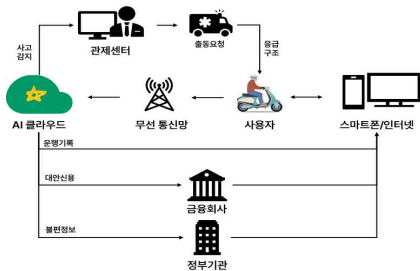 사고
감지
관제센터
출동요청
응급
구조
AI 클라우드
무선 통신망
사용자
스마트폰/인터넷
운행기록
대안신용
금융회사
불편정보
정부기관